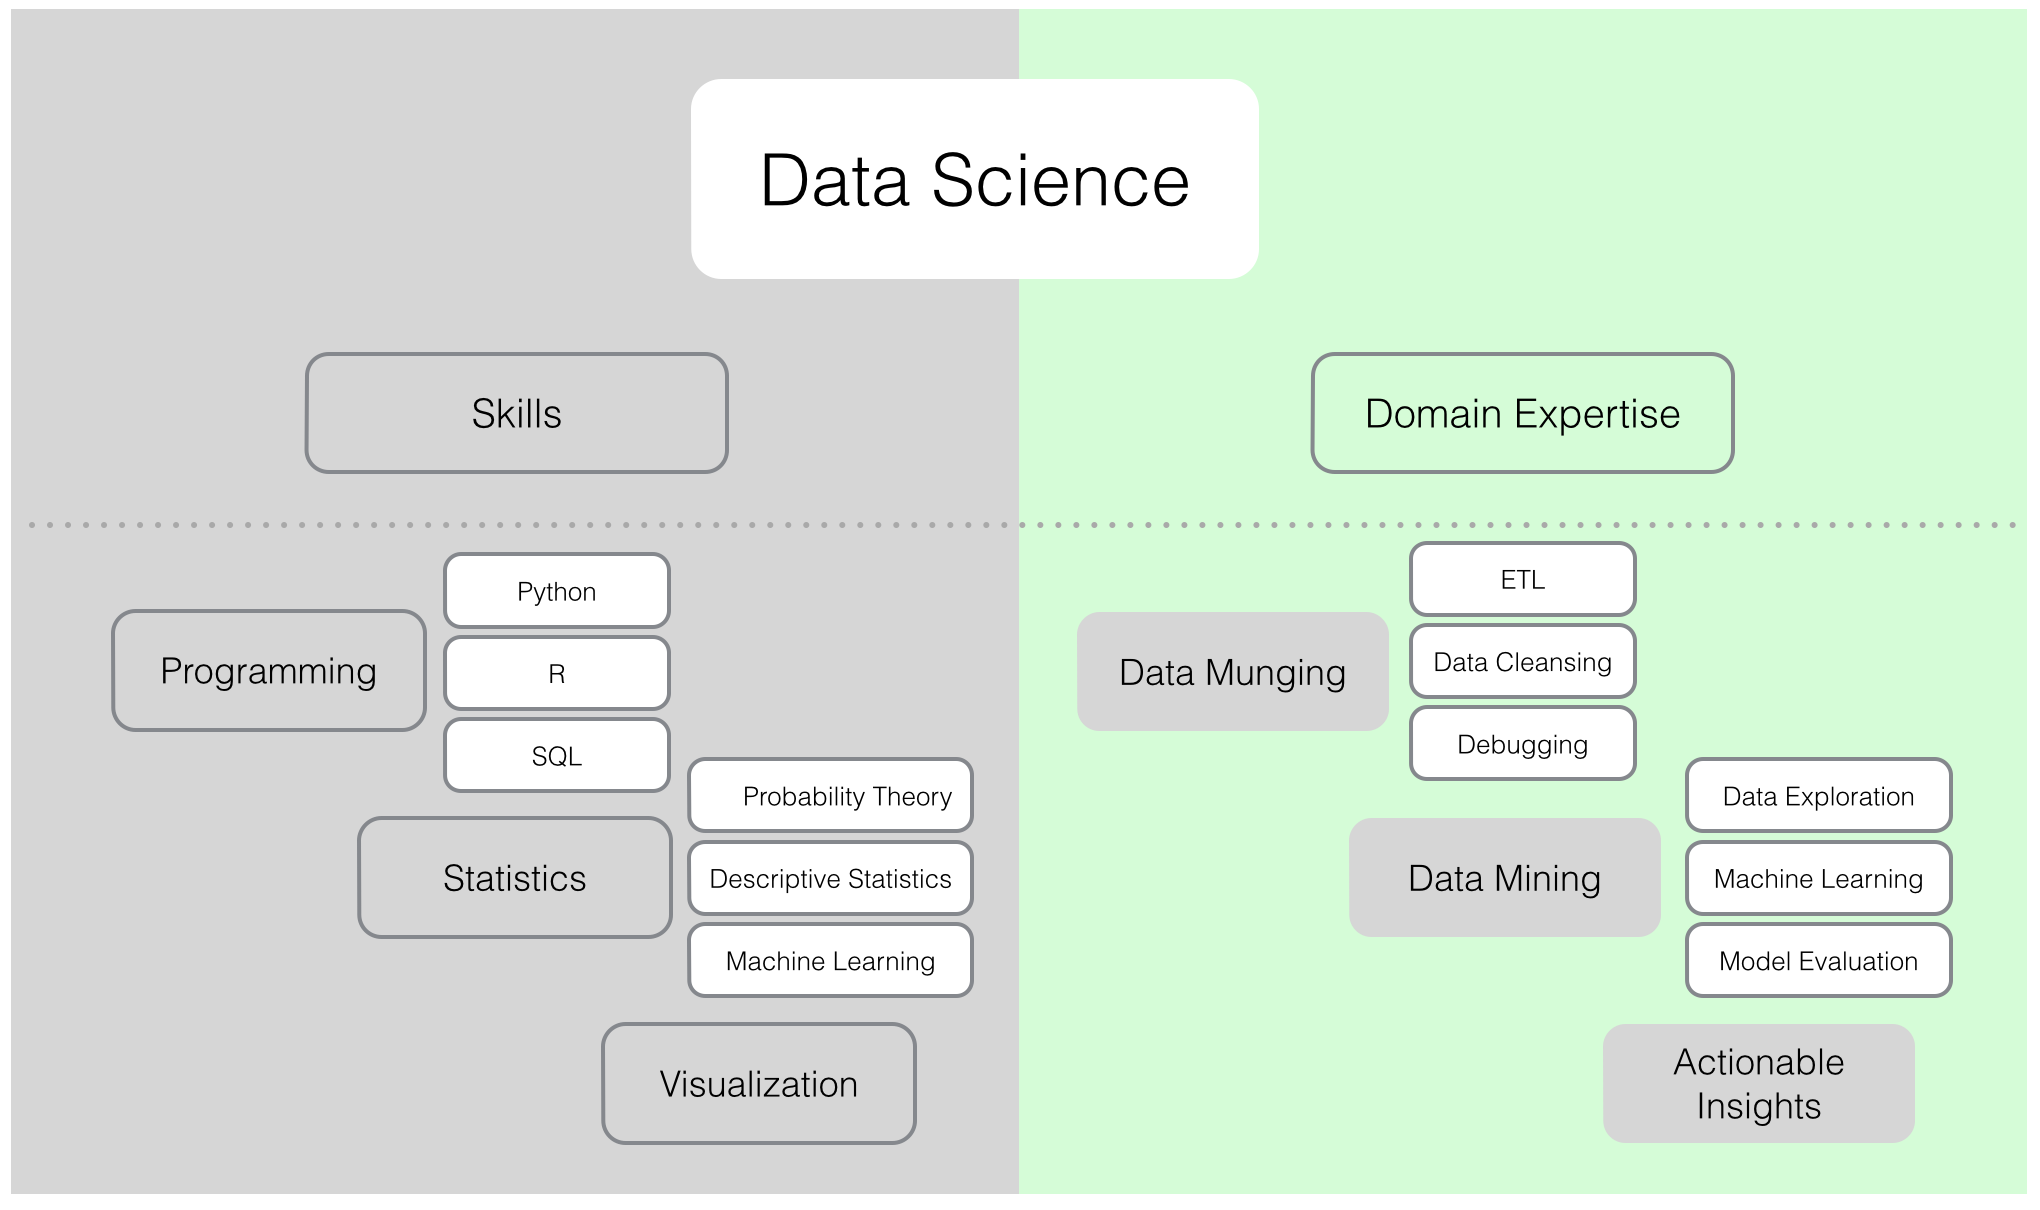 Data Science
Skills
Domain Expertise
Programming
Python
R
SQL
Statistics
Probability Theory
Descriptive Statistics
Machine Learning
Visualization
Data Munging
ETL
Data Cleansing
Debugging
Data Mining
Data Exploration
Machine Learning
Model Evaluation
Actionable
Insights